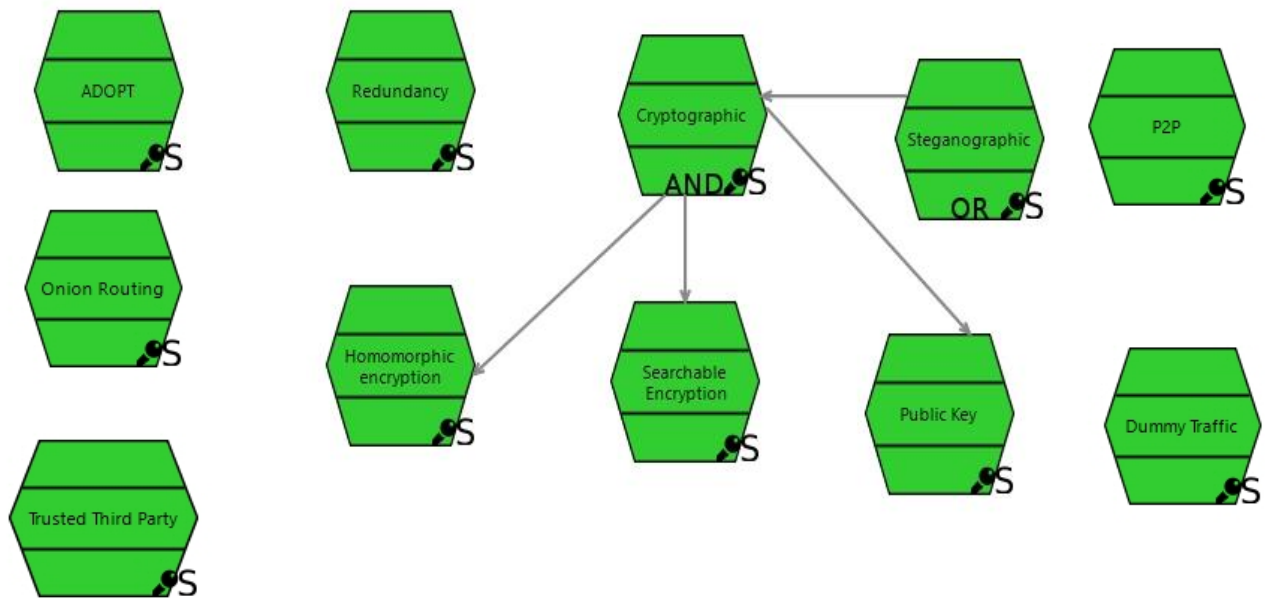 ADOPT
S
Redundancy
S
Cryptographic
AND S
Steganographic
OR S
P2P
S
Onion Routing
S
Homomorphic
encryption
S
Searchable
Encryption
S
Public Key
S
Dummy Traffic
S
Trusted Third Party
S